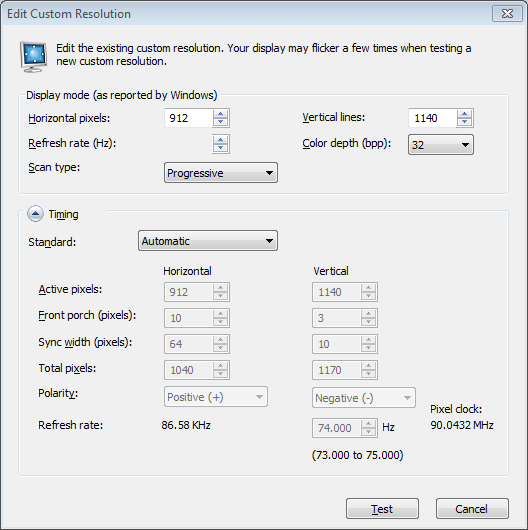 Edit Custom Resolution
Edit the existing custom resolution. Your display may flicker a few times when testing a
new custom resolution.
Display mode (as reported by Windows)
Horizontal pixels: 912 Vertical lines: 1140
Refresh rate (Hz): Color depth (bpp): 32
Scan type: Progressive
Timing
Standard: Automatic
Horizontal Vertical
Active pixels: 912 1140
Front porch (pixels): 10 3
Sync width (pixels): 64 10
Total pixels: 1040 1170
Polarity: Positive (+) Negative (-) Pixel clock:
Refresh rate: 86.58 KHz 74.000 Hz 90.0432 MHz
(73.000 to 75.000)
Test Cancel